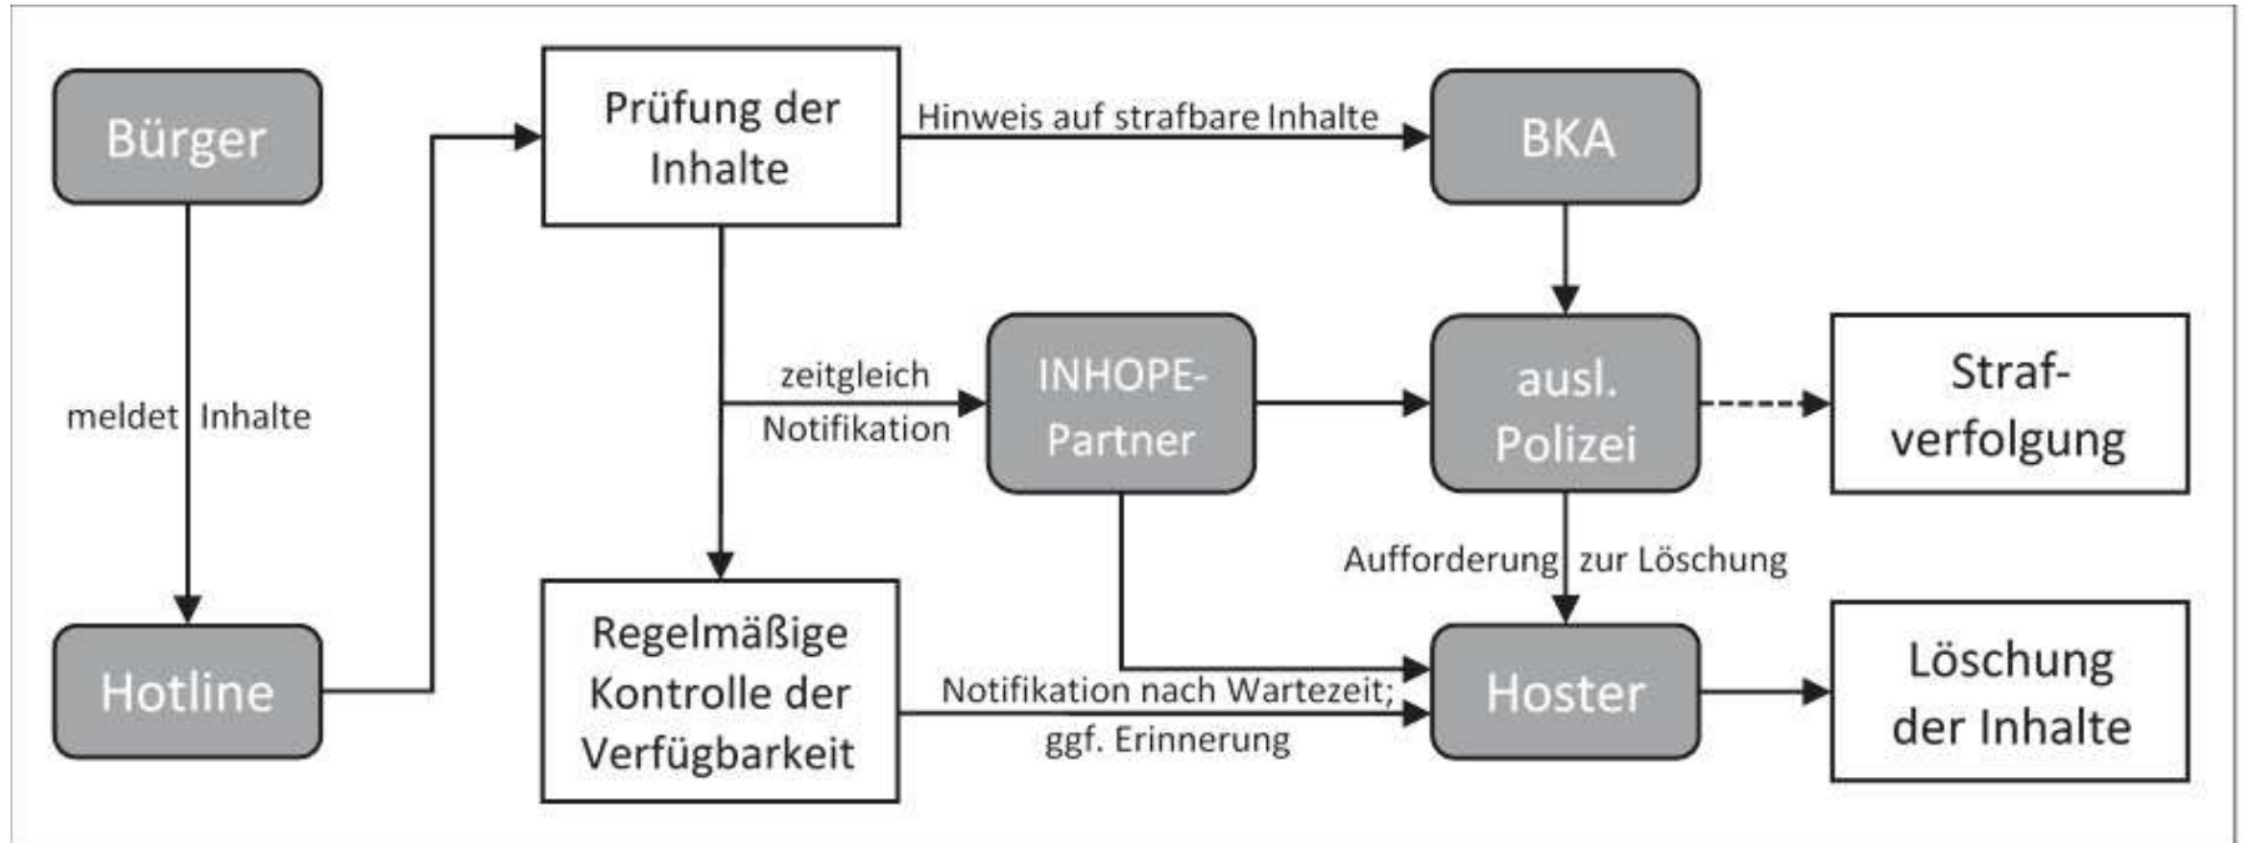 Bürger
meldet Inhalte
Hotline
Prüfung der
Inhalte
Hinweis auf strafbare Inhalte
BKA
zeitgleich
Notifikation
INHOPE-
Partner
ausl.
Polizei
Straf-
verfolgung
Aufforderung zur Löschung
Regelmäßige
Kontrolle der
Verfügbarkeit
Notifikation nach Wartezeit;
ggf. Erinnerung
Hoster
Löschung
der Inhalte